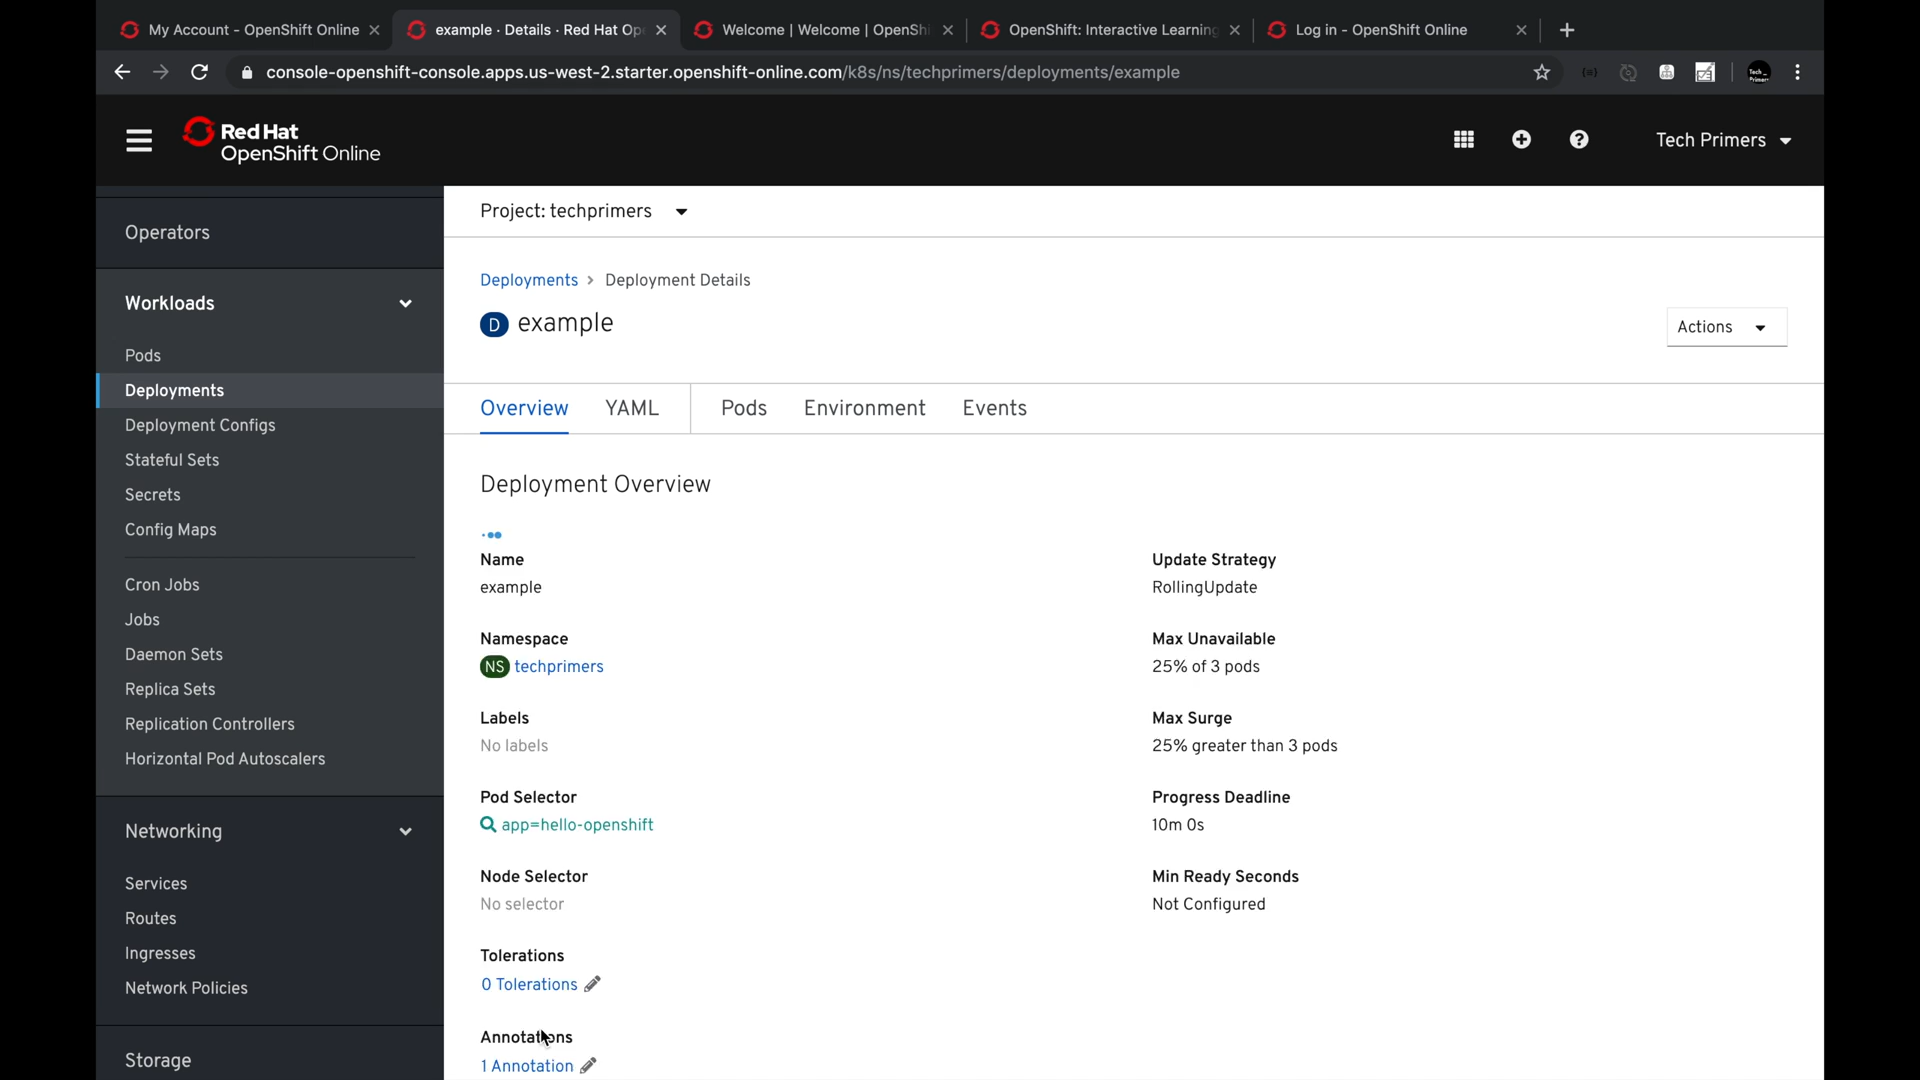 My Account - OpenShift Online
example · Details · Red Hat Op
Welcome | Welcome | OpenShi
OpenShift: Interactive Learning
Log in - OpenShift Online
console-openshift-console.apps.us-west-2.starter.openshift-online.com/k8s/ns/techprimers/deployments/example
Red Hat
OpenShift Online
Tech Primers
Operators
Workloads
Pods
Deployments
Deployment Configs
Stateful Sets
Secrets
Config Maps
Cron Jobs
Jobs
Daemon Sets
Replica Sets
Replication Controllers
Horizontal Pod Autoscalers
Networking
Services
Routes
Ingresses
Network Policies
Storage
Project: techprimers
Deployments > Deployment Details
D example
Actions
Overview YAML Pods Environment Events
Deployment Overview
Name
example
Namespace
NS techprimers
Labels
No labels
Pod Selector
app=hello-openshift
Node Selector
No selector
Tolerations
0 Tolerations
Annotations
1 Annotation
Update Strategy
RollingUpdate
Max Unavailable
25% of 3 pods
Max Surge
25% greater than 3 pods
Progress Deadline
10m 0s
Min Ready Seconds
Not Configured